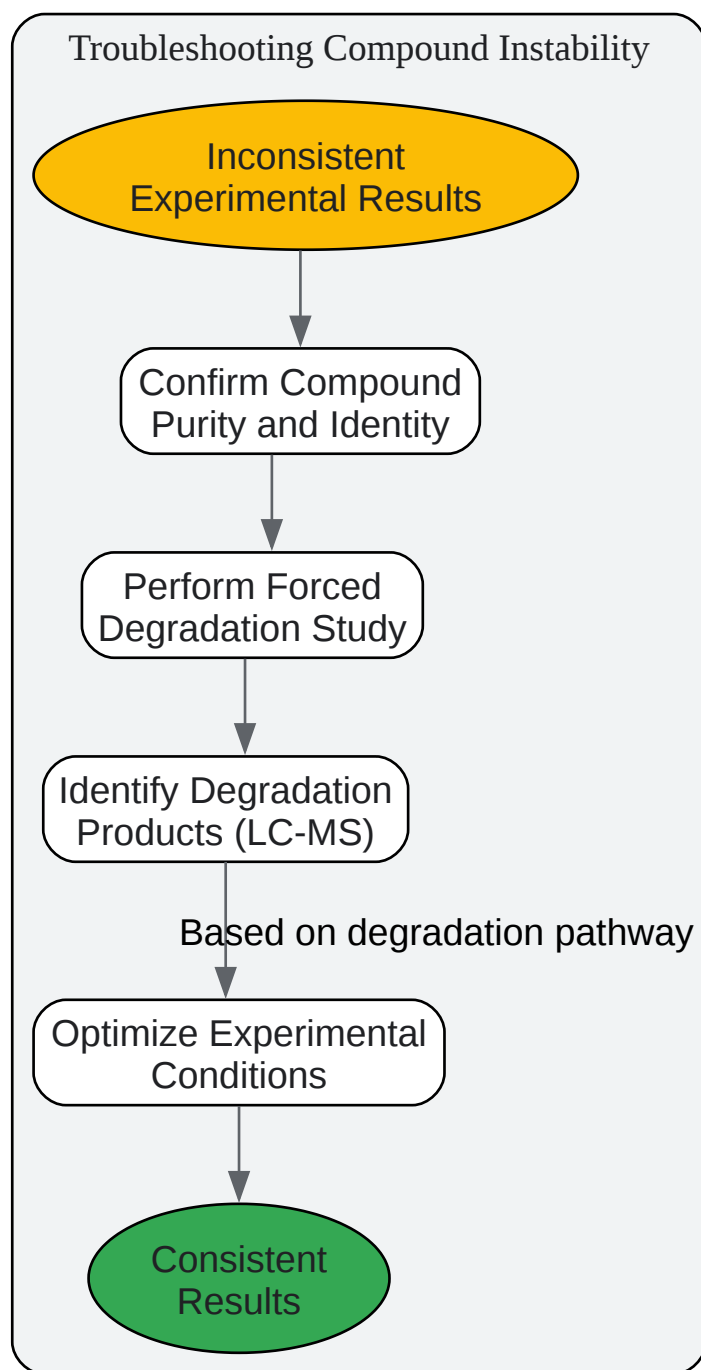 Troubleshooting Compound Instability
Inconsistent
Experimental Results
Confirm Compound
Purity and Identity
Perform Forced
Degradation Study
Identify Degradation
Products (LC-MS)
Based on degradation pathway
Optimize Experimental
Conditions
Consistent
Results